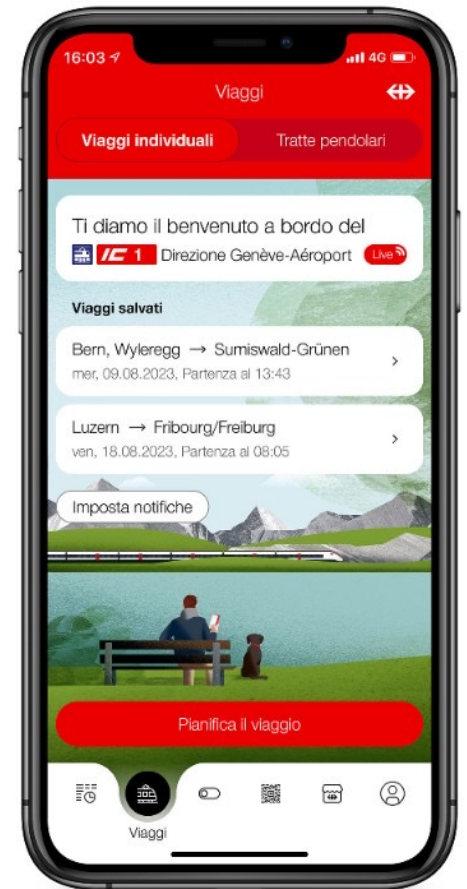 16:03
4G
Viaggi
Viaggi individuali
Tratte pendolari
Ti diamo il benvenuto a bordo del
IC 1 Direzione Genève-Aéroport Live
Viaggi salvati
Bern, Wyleregg → Sumiswald-Grünen
mer, 09.08.2023, Partenza al 13:43
Luzern → Fribourg/Freiburg
ven, 18.08.2023, Partenza al 08:05
Imposta notifiche
Pianifica il viaggio
Viaggi